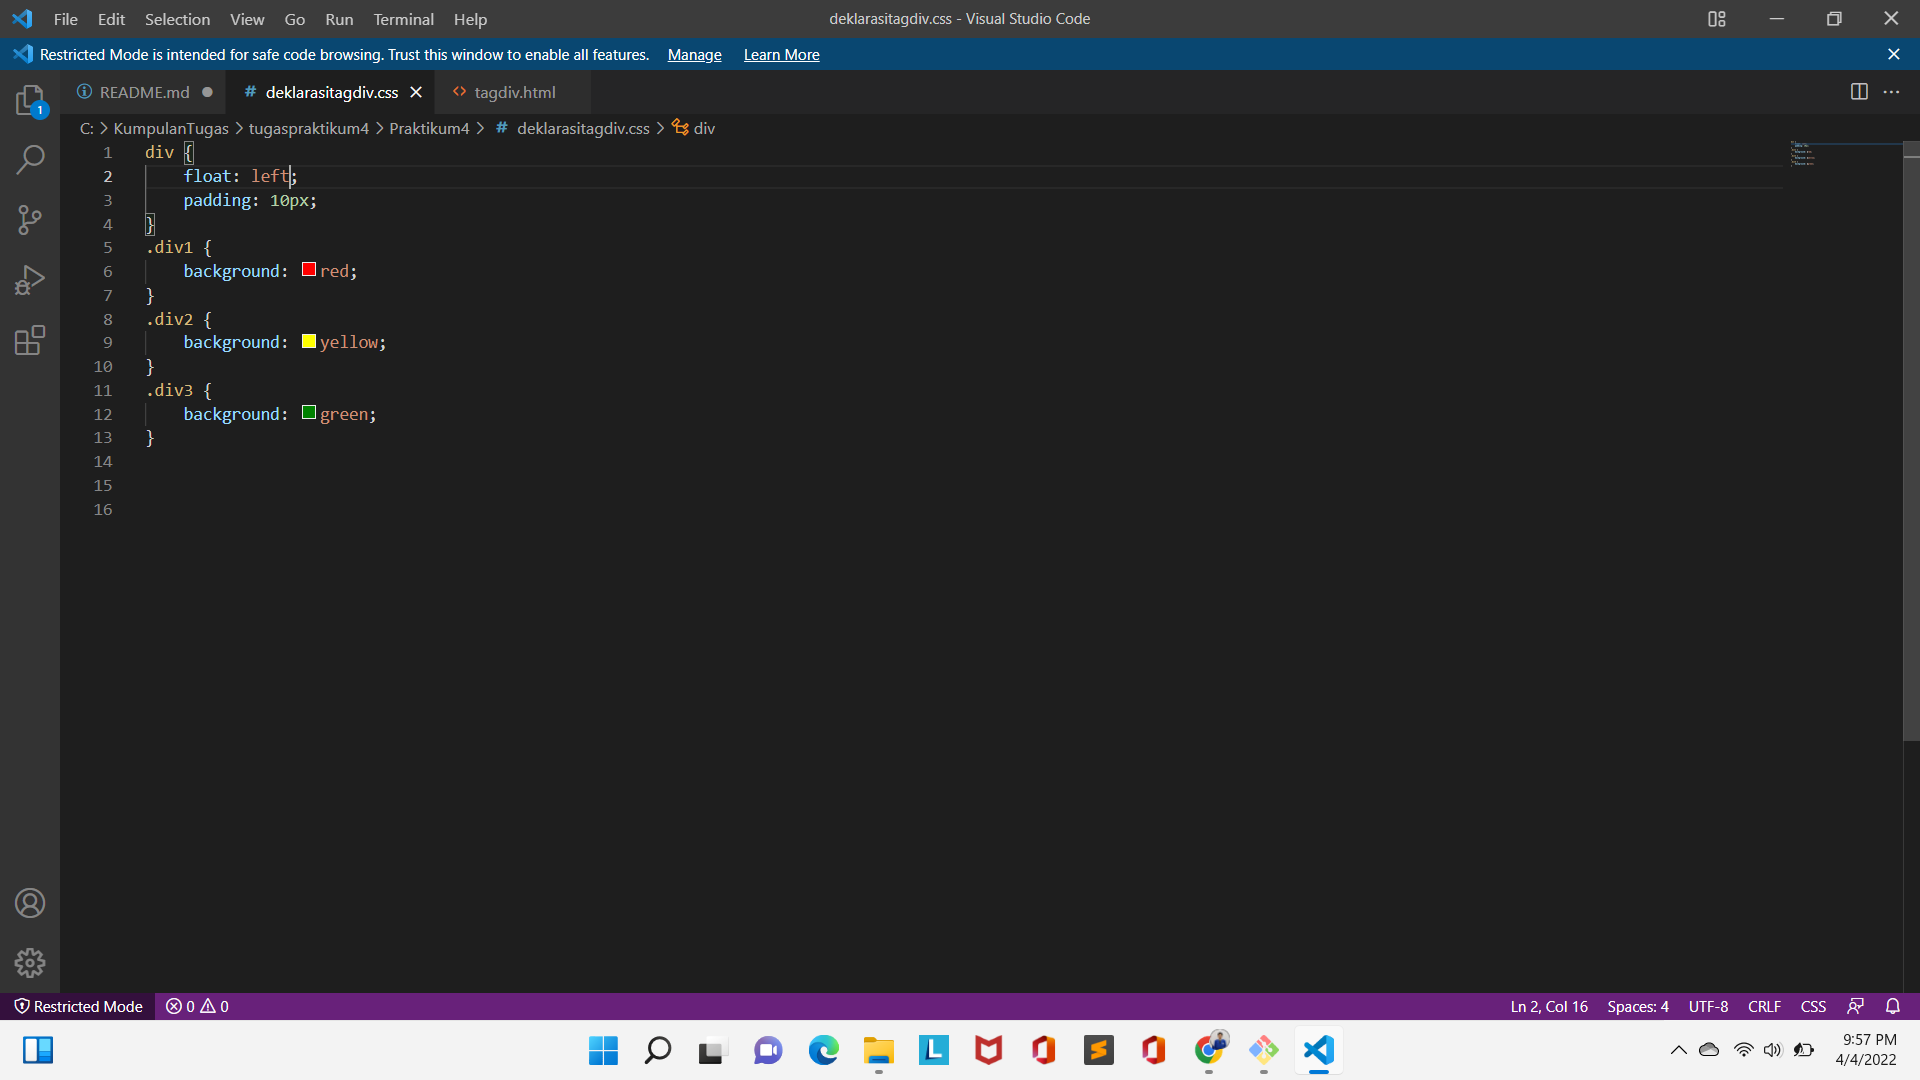 File Edit Selection View Go Run Terminal Help deklarasitagdiv.css - Visual Studio Code
Restricted Mode is intended for safe code browsing. Trust this window to enable all features. Manage Learn More
README.md # deklarasitagdiv.css <> tagdiv.html
C: > KumpulanTugas > tugaspraktikum4 > Praktikum4 > # deklarasitagdiv.css > div
1 div {
2 float: left;
3 padding: 10px;
4 }
5 .div1 {
6 background: red;
7 }
8 .div2 {
9 background: yellow;
10 }
11 .div3 {
12 background: green;
13 }
14
15
16
1
Restricted Mode 0 0 Ln 2, Col 16 Spaces: 4 UTF-8 CRLF CSS
L
9:57 PM
4/4/2022